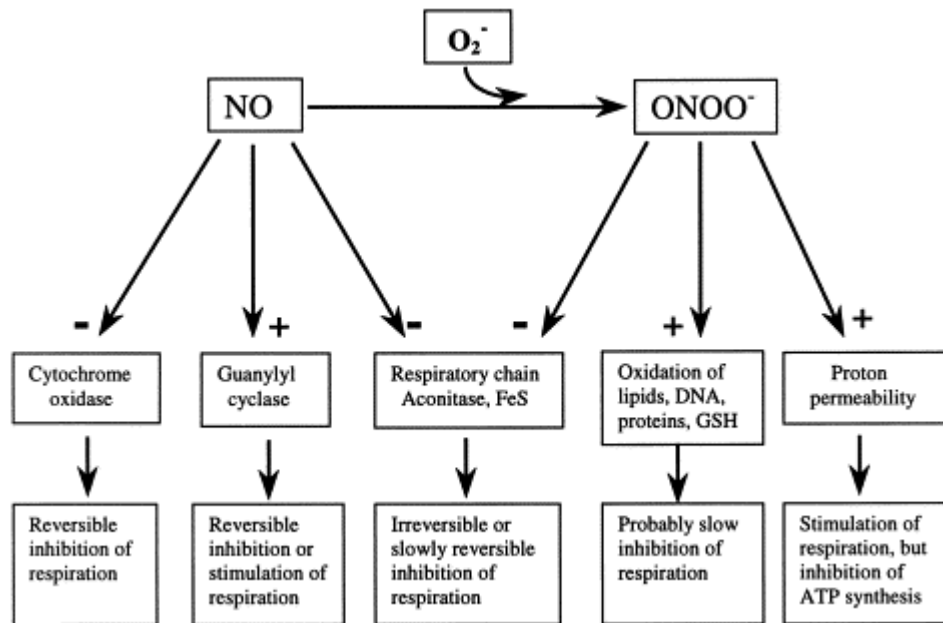 O₂⁻
NO
ONOO⁻
- + - - + +
Cytochrome
oxidase
Guanylyl
cyclase
Respiratory chain
Aconitase, FeS
Oxidation of
lipids, DNA,
proteins, GSH
Proton
permeability
Reversible
inhibition of
respiration
Reversible
inhibition or
stimulation of
respiration
Irreversible or
slowly reversible
inhibition of
respiration
Probably slow
inhibition of
respiration
Stimulation of
respiration, but
inhibition of
ATP synthesis